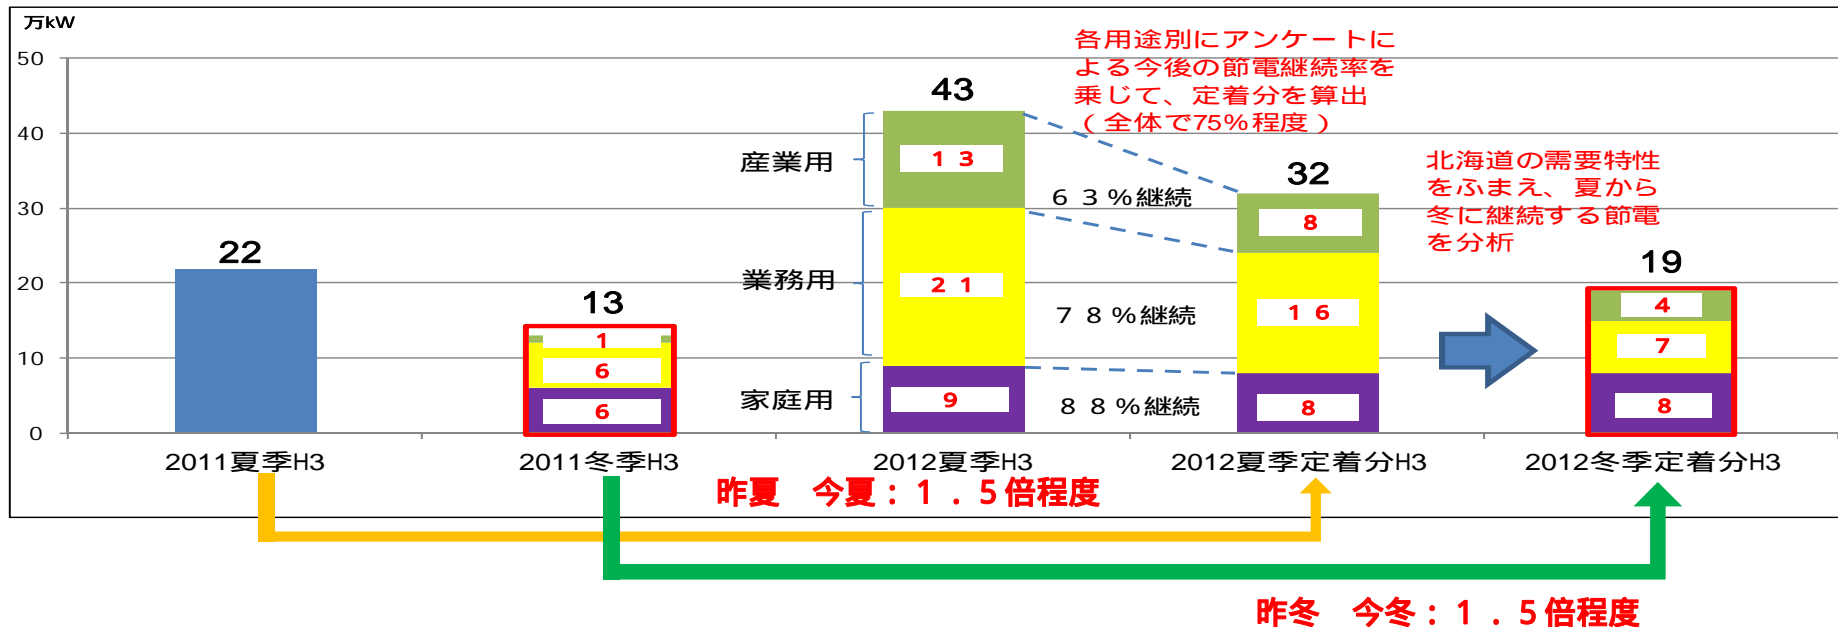 万kW
50
40
30
20
10
0
22
13
1
6
6
産業用
業務用
家庭用
43
１３
２１
9
各用途別にアンケートに
よる今後の節電継続率を
乗じて、定着分を算出
（全体で75%程度）
６３%継続
７８%継続
８８%継続
32
8
１６
8
北海道の需要特性
をふまえ、夏から
冬に継続する節電
を分析
19
4
7
8
2011夏季H3
2011冬季H3
2012夏季H3
2012夏季定着分H3
2012冬季定着分H3
昨夏　今夏：１．５倍程度
昨冬　今冬：１．５倍程度